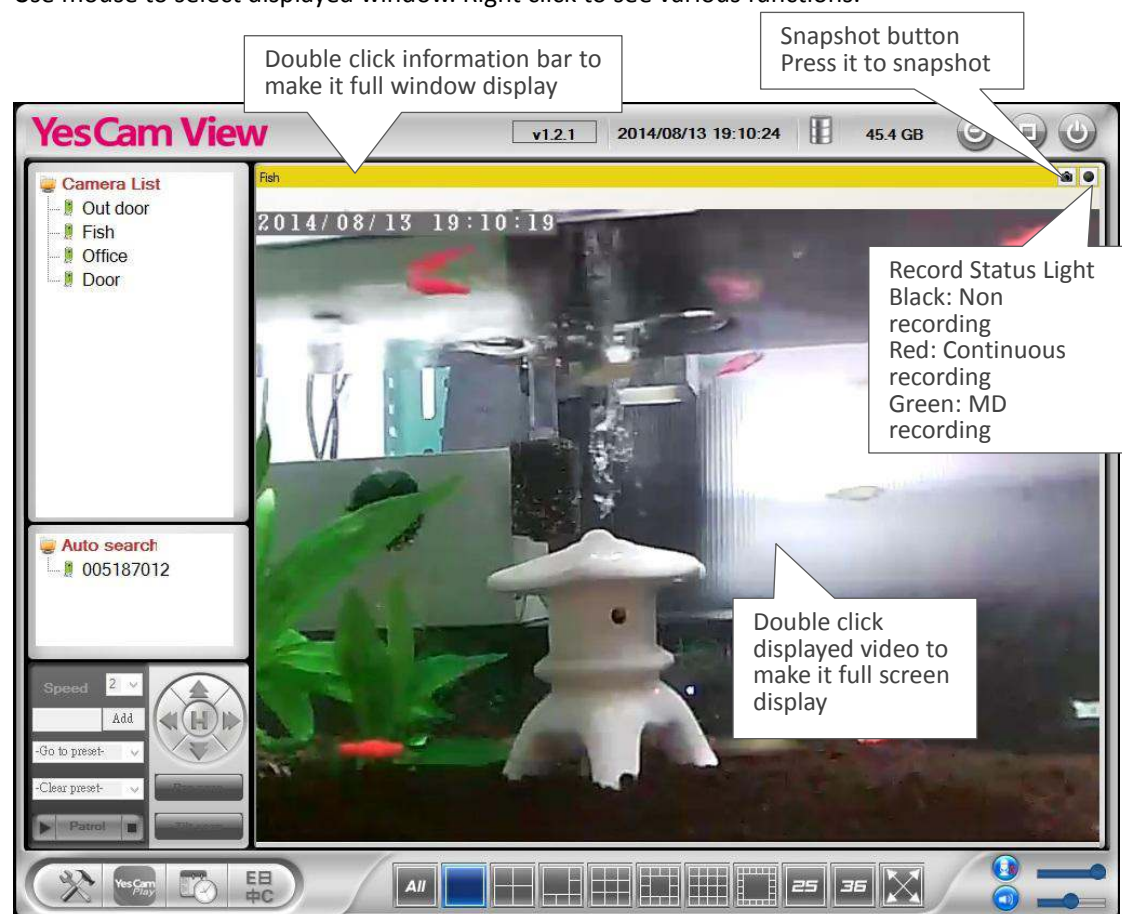 Use mouse to select displayed window. Right click to see various functions.
Double click information bar to
make it full window display
Snapshot button
Press it to snapshot
YesCam View
v1.2.1
2014/08/13 19:10:24
45.4 GB
Camera List
Out door
Fish
Office
Door
Fish
2014/08/13 19:10:19
Record Status Light
Black: Non
recording
Red: Continuous
recording
Green: MD
recording
Auto search
005187012
Double click
displayed video to
make it full screen
display
Speed 2
Add
-Go to preset-
-Clear preset-
H
Patrol
YesCam
Play
E日
中C
All
25
36